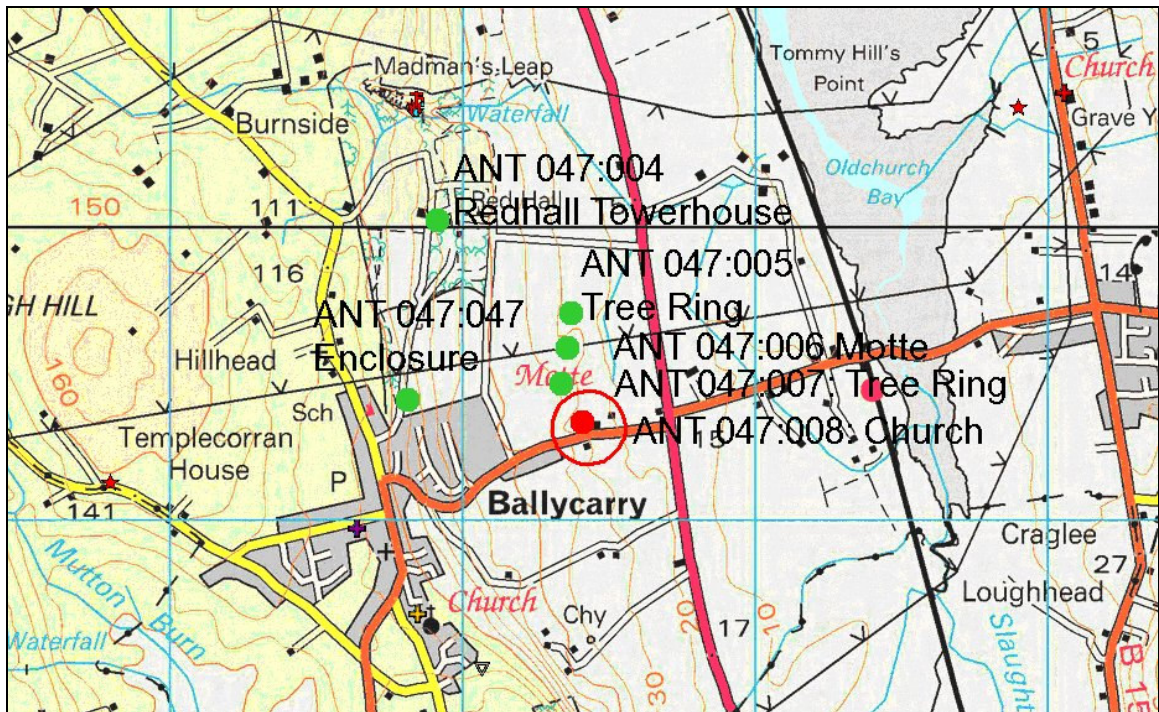 Tommy Hill's
Point
5
Church
Madman's Leap
Burnside
Waterfall
Grave Y
Oldchurch
Bay
150
111
ANT 047:004
Red Hall
Redhall Towerhouse
116
ANT 047:005
Tree Ring
14
GH HILL
ANT 047:047
Enclosure
Hillhead
ANT 047:006 Motte
Motte
ANT 047:007: Tree Ring
160
Sch
ANT 047:008: Church
15
Templecorran
House
P
141
Ballycarry
Craglee
27
Loughhead
Mutton Burn
Waterfall
Church
Chy
20
10
17
30
Slaught
B 15